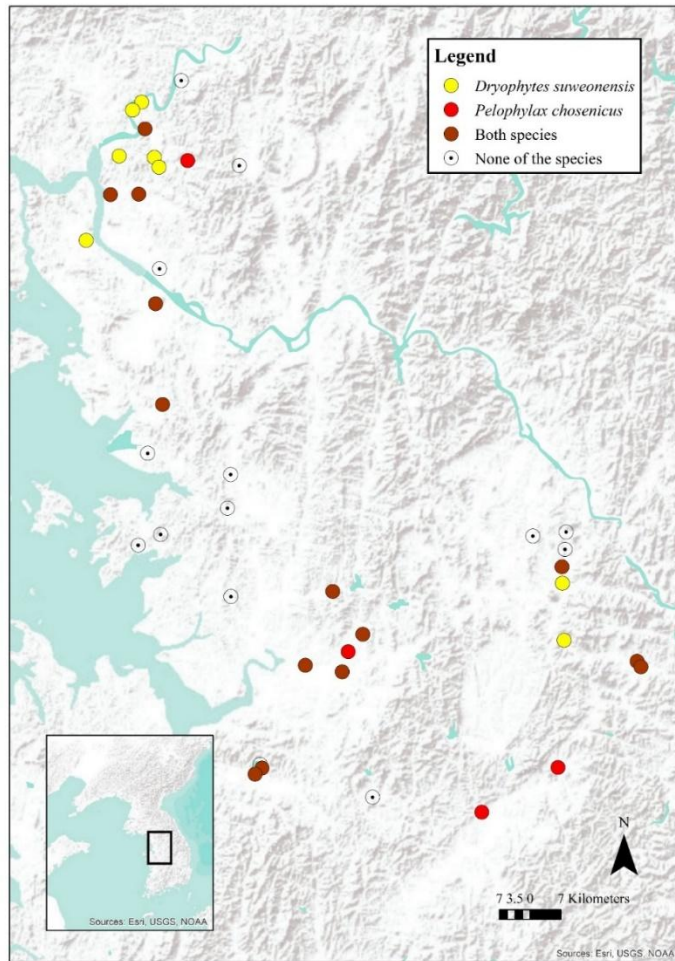 Legend
Dryophytes suweonensis
Pelophylax chosenicus
Both species
None of the species
N
7 3.5 0 7 Kilometers
Sources: Esri, USGS, NOAA
Sources: Esri, USGS, NOAA